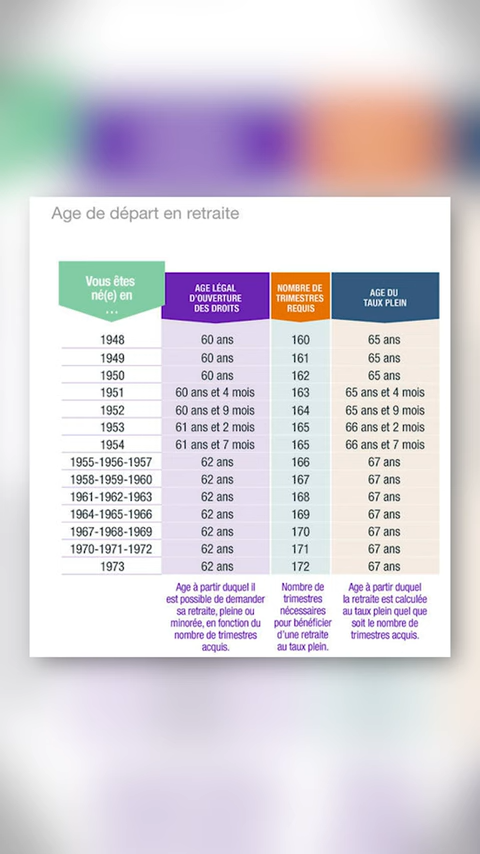 Age de départ en retraite
Vous êtes
né(e) en
...
AGE LÉGAL
D'OUVERTURE
DES DROITS
NOMBRE DE
TRIMESTRES
REQUIS
AGE DU
TAUX PLEIN
1948 60 ans 160 65 ans
1949 60 ans 161 65 ans
1950 60 ans 162 65 ans
1951 60 ans et 4 mois 163 65 ans et 4 mois
1952 60 ans et 9 mois 164 65 ans et 9 mois
1953 61 ans et 2 mois 165 66 ans et 2 mois
1954 61 ans et 7 mois 165 66 ans et 7 mois
1955-1956-1957 62 ans 166 67 ans
1958-1959-1960 62 ans 167 67 ans
1961-1962-1963 62 ans 168 67 ans
1964-1965-1966 62 ans 169 67 ans
1967-1968-1969 62 ans 170 67 ans
1970-1971-1972 62 ans 171 67 ans
1973 62 ans 172 67 ans
Age à partir duquel il
est possible de demander
sa retraite, pleine ou
minorée, en fonction du
nombre de trimestres
acquis.
Nombre de
trimestres
nécessaires
pour bénéficier
d'une retraite
au taux plein.
Age à partir duquel
la retraite est calculée
au taux plein quel que
soit le nombre de
trimestres acquis.